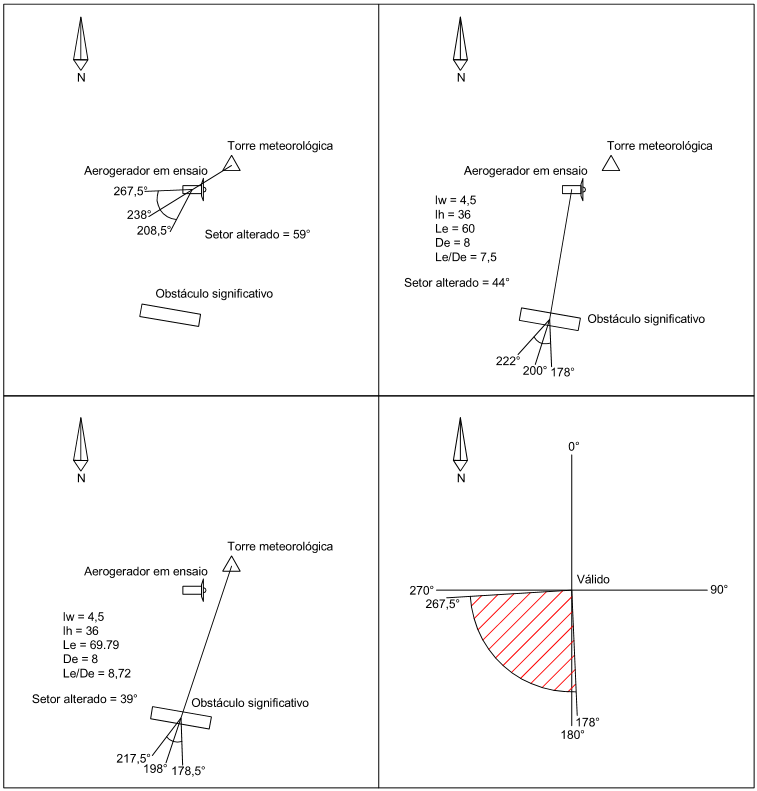 N
Torre meteorológica
Aerogerador em ensaio
267,5°
238°
208,5°
Setor alterado = 59°
Obstáculo significativo
N
Torre meteorológica
Aerogerador em ensaio
lw = 4,5
lh = 36
Le = 60
De = 8
Le/De = 7,5
Setor alterado = 44°
Obstáculo significativo
222°
200°
178°
N
Torre meteorológica
Aerogerador em ensaio
lw = 4,5
lh = 36
Le = 69.79
De = 8
Le/De = 8,72
Setor alterado = 39°
Obstáculo significativo
217,5°
198°
178,5°
N
0°
Válido
270°
90°
267,5°
178°
180°